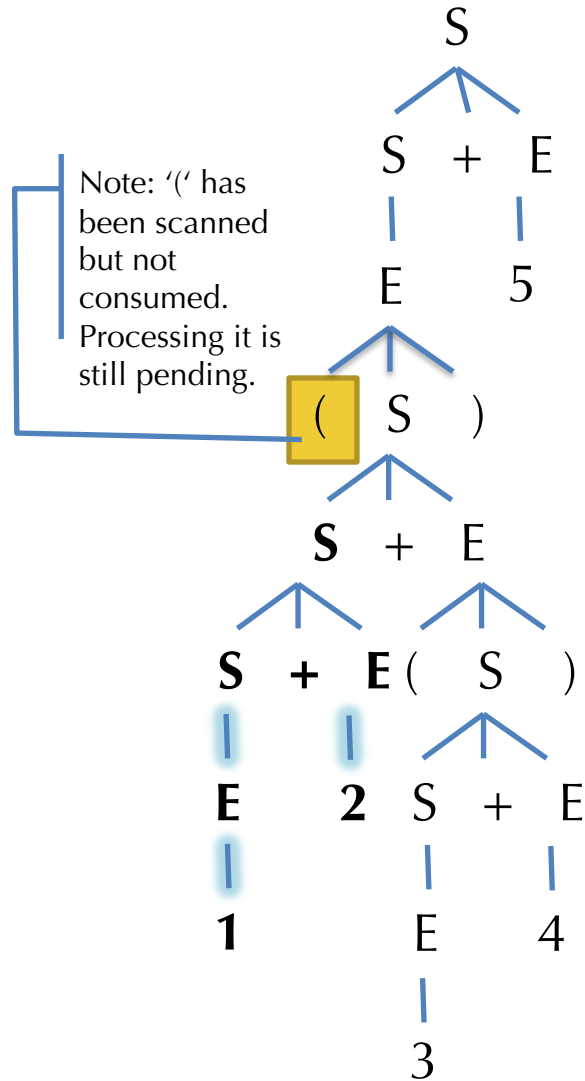 S
S + E
Note: ‘(‘ has
been scanned
but not
consumed.
Processing it is
still pending.
E 5
( S )
S + E
S + E ( S )
E 2 S + E
1 E 4
3